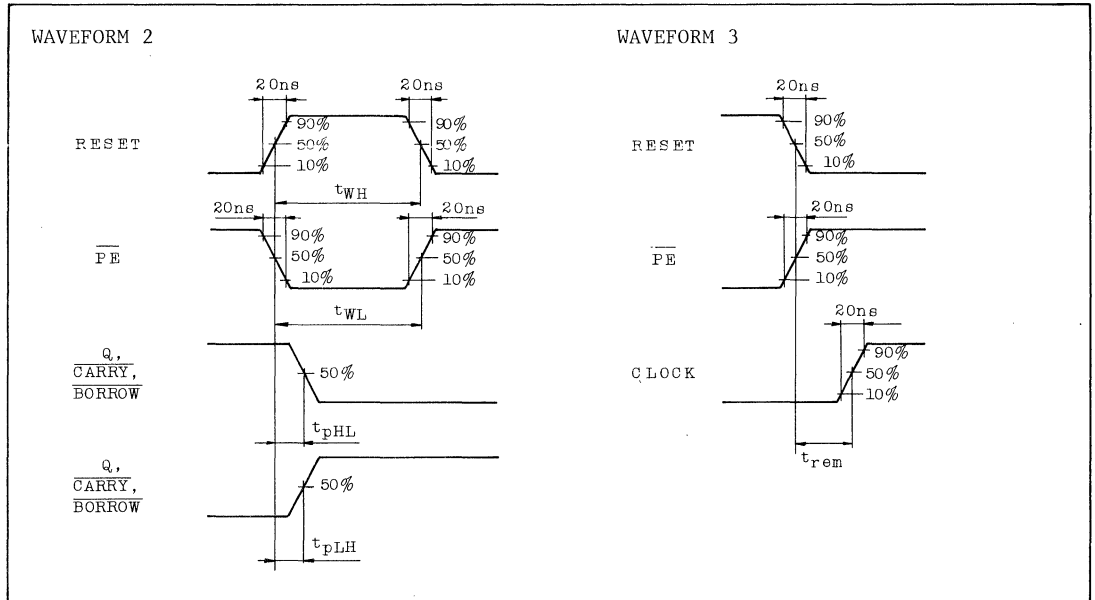 WAVEFORM 2
20ns
20ns
RESET
90%
50%
10%
90%
50%
10%
tWH
20ns
20ns
PE
90%
50%
10%
90%
50%
10%
tWL
Q,
CARRY,
BORROW
50%
tpHL
Q,
CARRY,
BORROW
50%
tpLH
WAVEFORM 3
20ns
RESET
90%
50%
10%
20ns
PE
90%
50%
10%
20ns
CLOCK
90%
50%
10%
trem